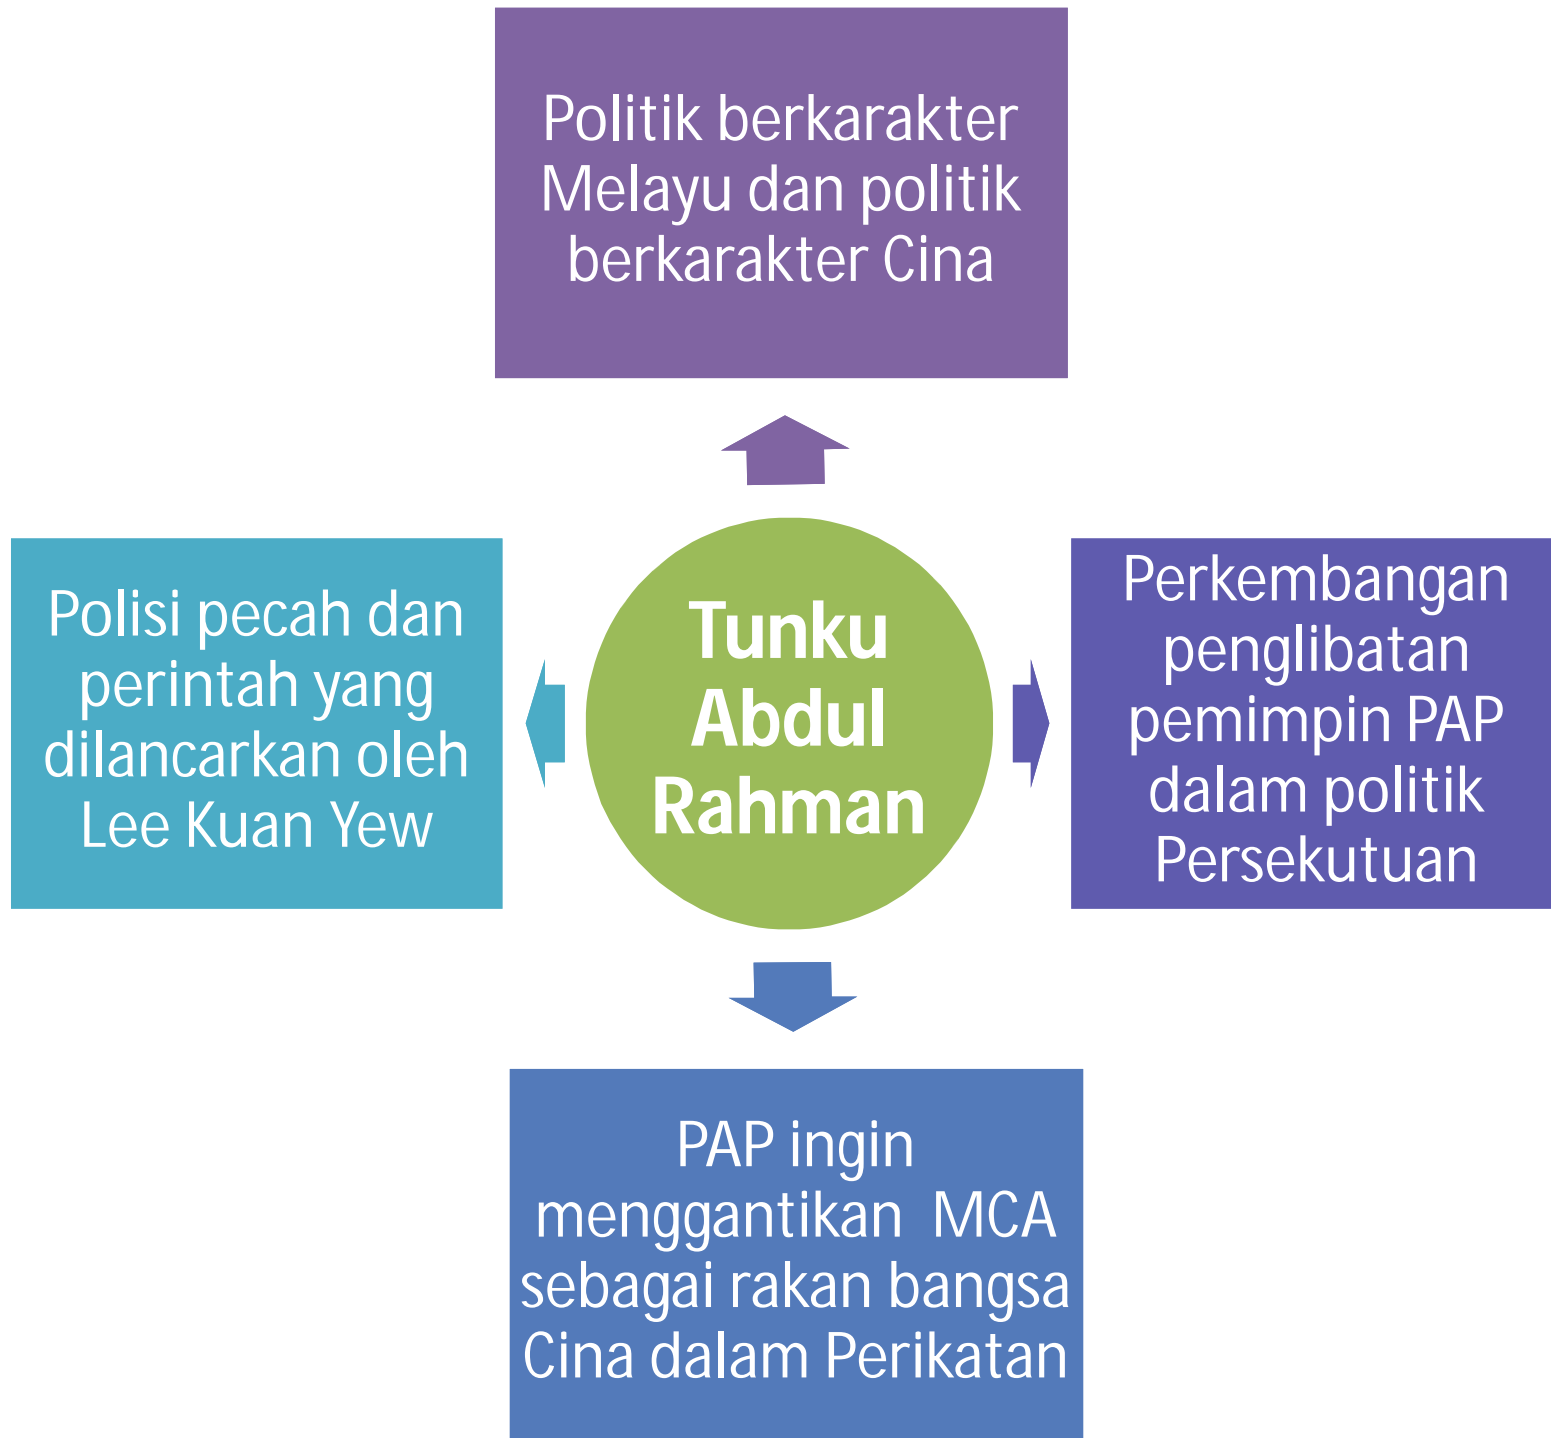 Politik berkarakter
Melayu dan politik
berkarakter Cina
Polisi pecah dan
perintah yang
dilancarkan oleh
Lee Kuan Yew
Tunku
Abdul
Rahman
Perkembangan
penglibatan
pemimpin PAP
dalam politik
Persekutuan
PAP ingin
menggantikan MCA
sebagai rakan bangsa
Cina dalam Perikatan